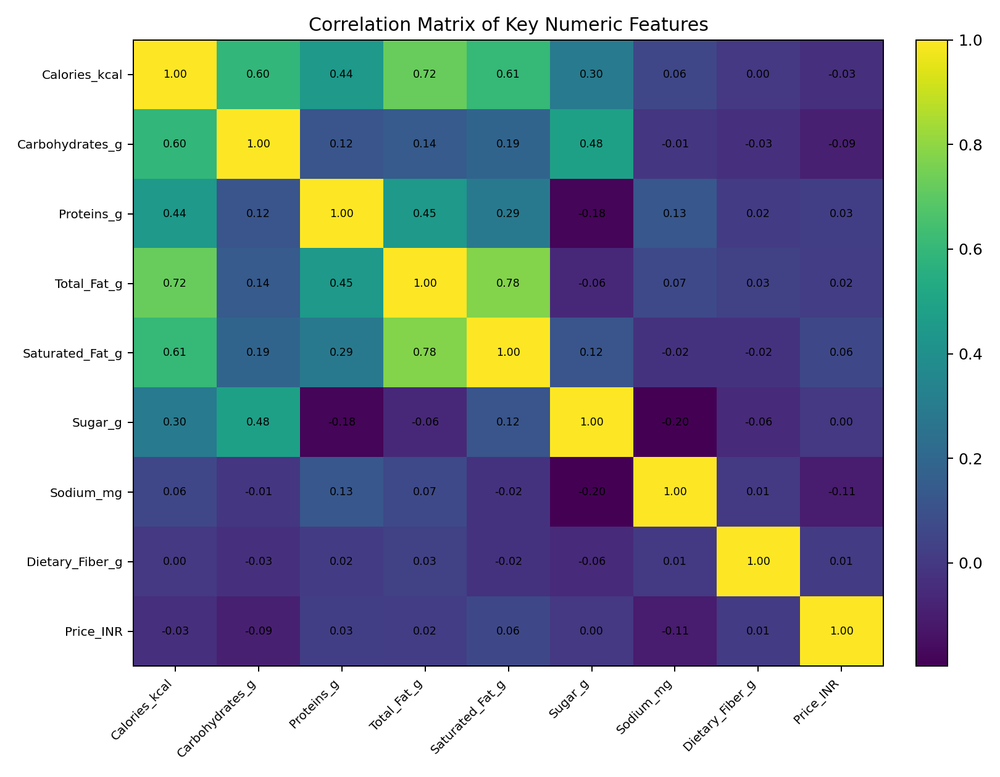 Correlation Matrix of Key Numeric Features
Calories_kcal 1.00 0.60 0.44 0.72 0.61 0.30 0.06 0.00 -0.03
Carbohydrates_g 0.60 1.00 0.12 0.14 0.19 0.48 -0.01 -0.03 -0.09
Proteins_g 0.44 0.12 1.00 0.45 0.29 -0.18 0.13 0.02 0.03
Total_Fat_g 0.72 0.14 0.45 1.00 0.78 -0.06 0.07 0.03 0.02
Saturated_Fat_g 0.61 0.19 0.29 0.78 1.00 0.12 -0.02 -0.02 0.06
Sugar_g 0.30 0.48 -0.18 -0.06 0.12 1.00 -0.20 -0.06 0.00
Sodium_mg 0.06 -0.01 0.13 0.07 -0.02 -0.20 1.00 0.01 -0.11
Dietary_Fiber_g 0.00 -0.03 0.02 0.03 -0.02 -0.06 0.01 1.00 0.01
Price_INR -0.03 -0.09 0.03 0.02 0.06 0.00 -0.11 0.01 1.00
Calories_kcal Carbohydrates_g Proteins_g Total_Fat_g Saturated_Fat_g Sugar_g Sodium_mg Dietary_Fiber_g Price_INR
1.0
0.8
0.6
0.4
0.2
0.0